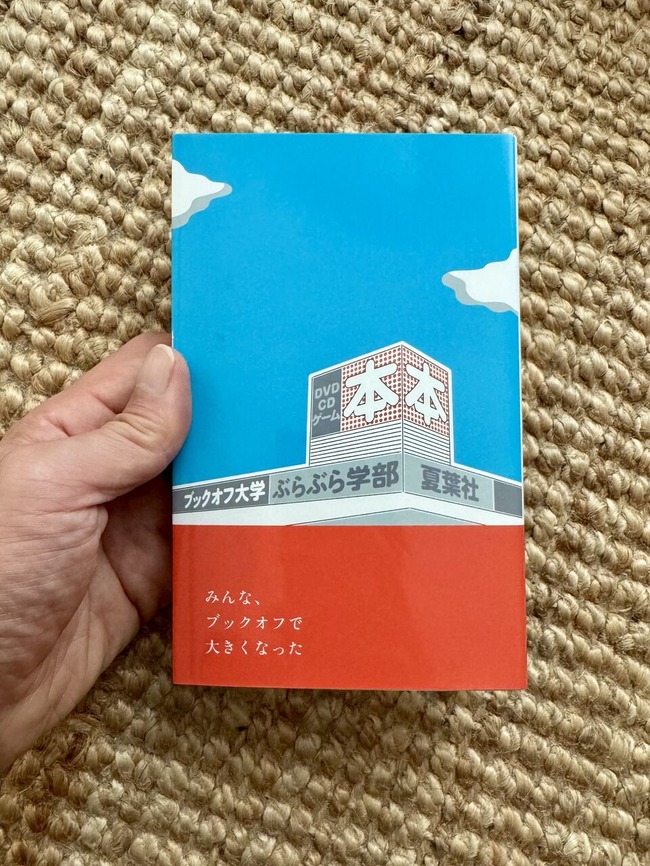 DVD
CD
ゲーム
本 本
ブックオフ大学 ぶらぶら学部 夏葉社
みんな、
ブックオフで
大きくなった